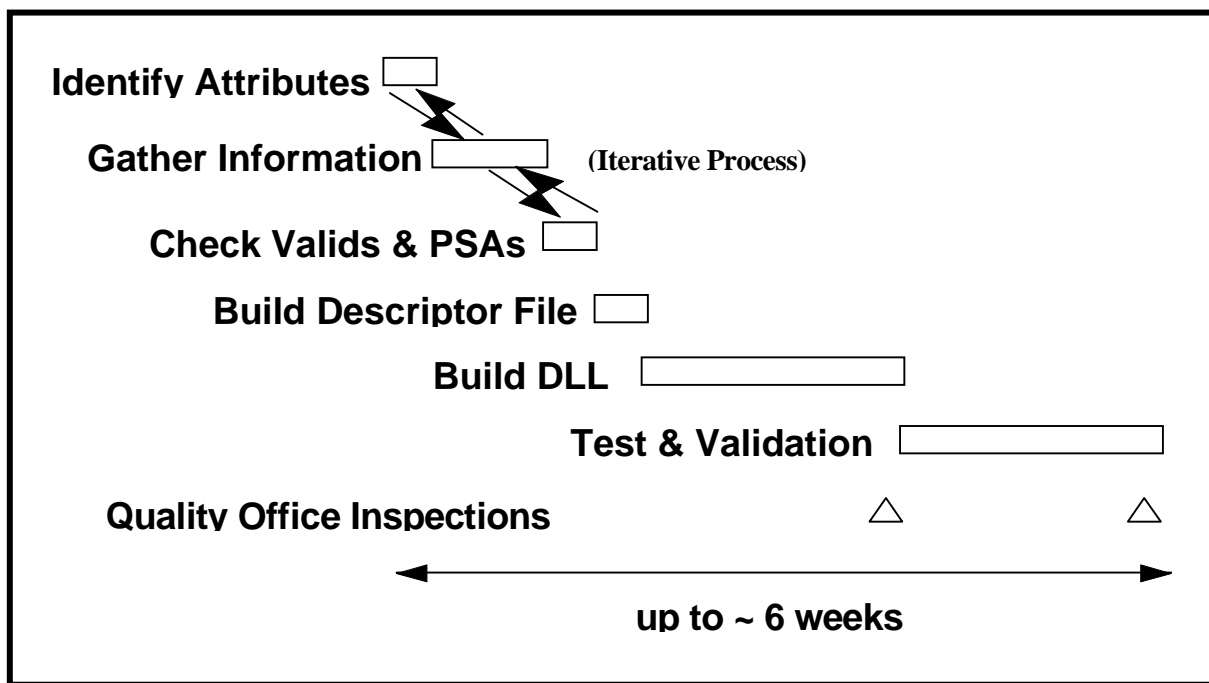 Identify Attributes
Gather Information
(Iterative Process)
Check Valids & PSAs
Build Descriptor File
Build DLL
Test & Validation
Quality Office Inspections
up to ~ 6 weeks